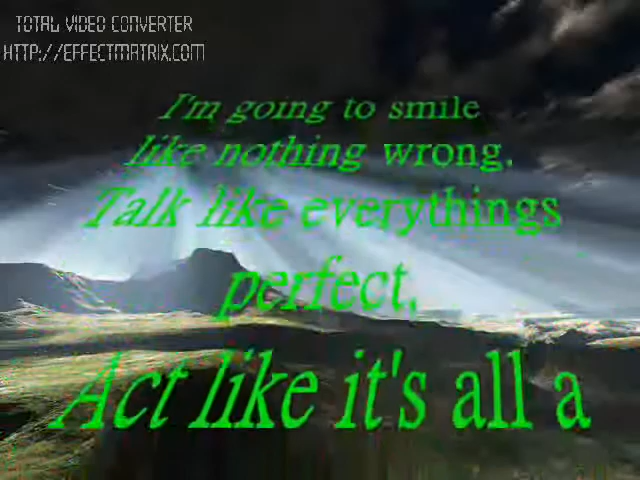 TOTAL VIDEO CONVERTER
HTTP://EFFECTMATRIX.COM
I'm going to smile
like nothing wrong,
Talk like everythings
perfect,
Act like it's all a